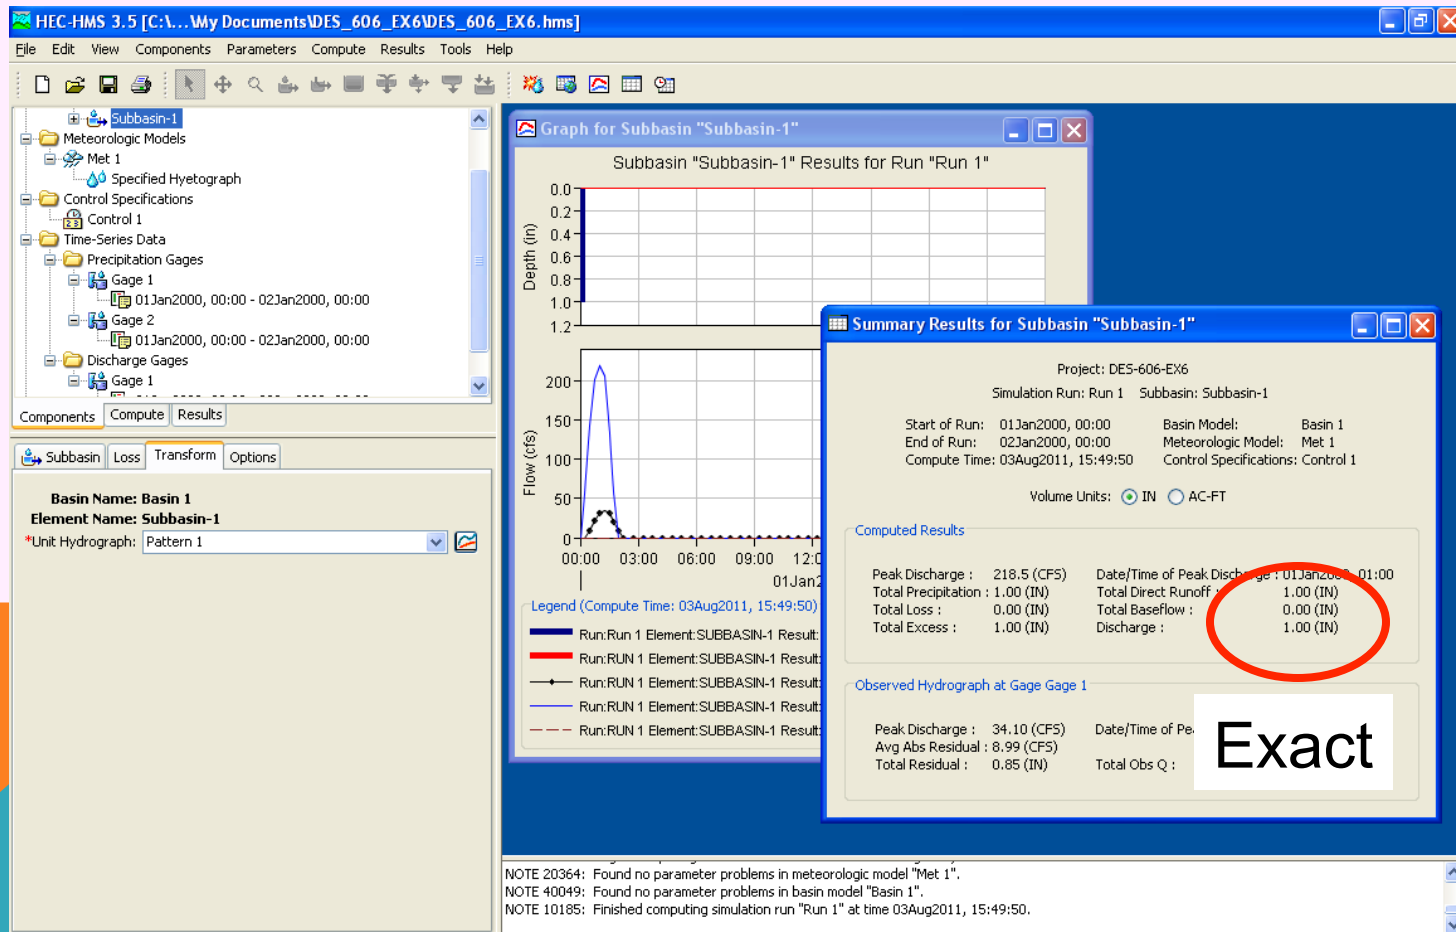 HEC-HMS 3.5 [C:\...\My Documents\DES_606_EX6\DES_606_EX6.hms]
File Edit View Components Parameters Compute Results Tools Help
Subbasin-1
Meteorologic Models
Met 1
Specified Hyetograph
Control Specifications
Control 1
Time-Series Data
Precipitation Gages
Gage 1
01Jan2000, 00:00 - 02Jan2000, 00:00
Gage 2
01Jan2000, 00:00 - 02Jan2000, 00:00
Discharge Gages
Gage 1
Components Compute Results
Subbasin Loss Transform Options
Basin Name: Basin 1
Element Name: Subbasin-1
*Unit Hydrograph: Pattern 1
Graph for Subbasin "Subbasin-1"
Subbasin "Subbasin-1" Results for Run "Run 1"
Depth (in)
0.0
0.2
0.4
0.6
0.8
1.0
1.2
Flow (cfs)
200
150
100
50
0
00:00 03:00 06:00 09:00 12:0
01Jan2
Legend (Compute Time: 03Aug2011, 15:49:50)
Run:Run 1 Element:SUBBASIN-1 Result:
Run:RUN 1 Element:SUBBASIN-1 Result:
Run:RUN 1 Element:SUBBASIN-1 Result:
Run:RUN 1 Element:SUBBASIN-1 Result:
Run:RUN 1 Element:SUBBASIN-1 Result:
Summary Results for Subbasin "Subbasin-1"
Project: DES-606-EX6
Simulation Run: Run 1 Subbasin: Subbasin-1
Start of Run: 01Jan2000, 00:00 Basin Model: Basin 1
End of Run: 02Jan2000, 00:00 Meteorologic Model: Met 1
Compute Time: 03Aug2011, 15:49:50 Control Specifications: Control 1
Volume Units: IN AC-FT
Computed Results
Peak Discharge : 218.5 (CFS) Date/Time of Peak Discharge : 01Jan2000, 01:00
Total Precipitation : 1.00 (IN) Total Direct Runoff : 1.00 (IN)
Total Loss : 0.00 (IN) Total Baseflow : 0.00 (IN)
Total Excess : 1.00 (IN) Discharge : 1.00 (IN)
Observed Hydrograph at Gage Gage 1
Peak Discharge : 34.10 (CFS) Date/Time of Pe
Avg Abs Residual : 8.99 (CFS)
Total Residual : 0.85 (IN) Total Obs Q :
Exact
NOTE 20364: Found no parameter problems in meteorologic model "Met 1".
NOTE 40049: Found no parameter problems in basin model "Basin 1".
NOTE 10185: Finished computing simulation run "Run 1" at time 03Aug2011, 15:49:50.